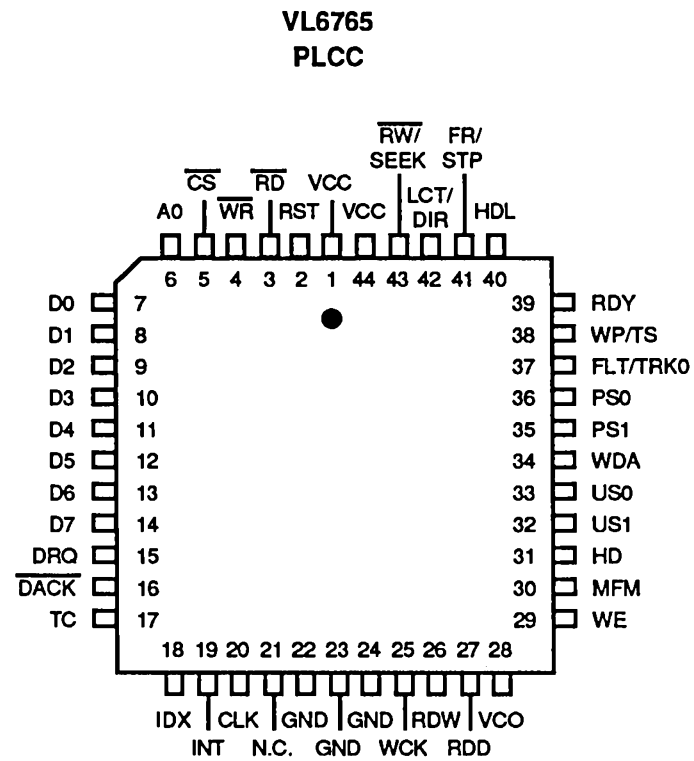 VL6765
PLCC
RW/ FR/
SEEK STP
CS RD VCC LCT/
A0 WR RST VCC DIR HDL
6 5 4 3 2 1 44 43 42 41 40
D0 7 39 RDY
D1 8 38 WP/TS
D2 9 37 FLT/TRK0
D3 10 36 PS0
D4 11 35 PS1
D5 12 34 WDA
D6 13 33 US0
D7 14 32 US1
DRQ 15 31 HD
DACK 16 30 MFM
TC 17 29 WE
18 19 20 21 22 23 24 25 26 27 28
IDX CLK GND GND RDW VCO
INT N.C. GND WCK RDD